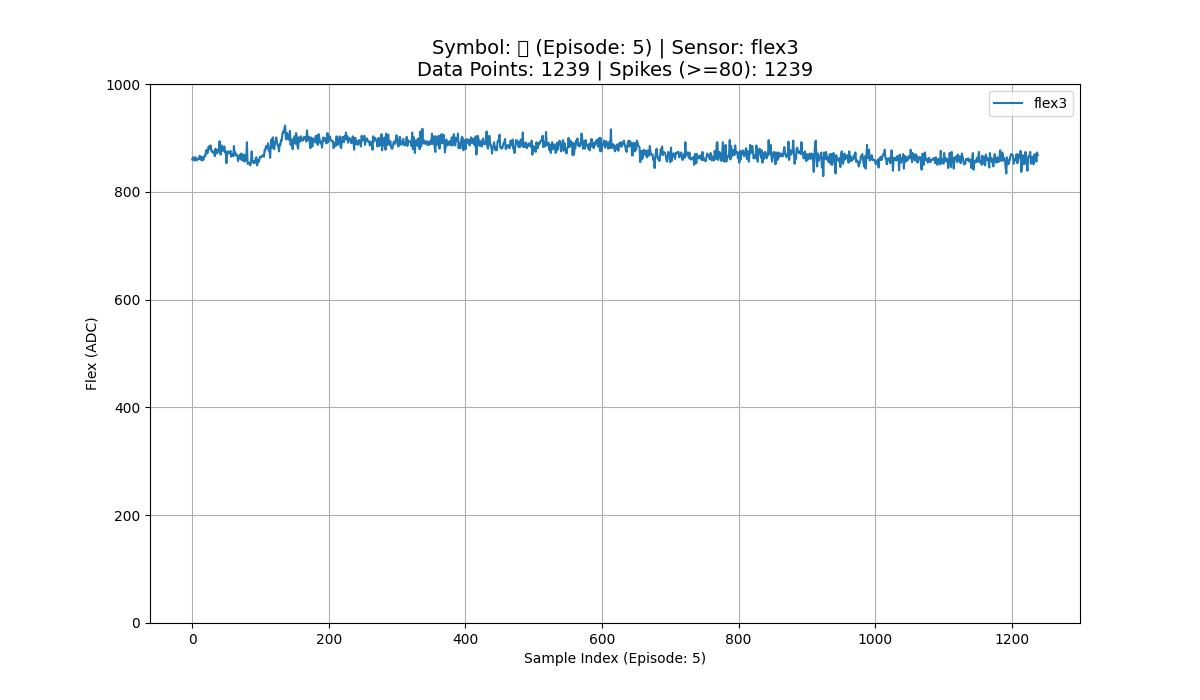 Symbol: (Episode: 5) | Sensor: flex3
Data Points: 1239 | Spikes (>=80): 1239
flex3
1000
800
600
400
200
0
Flex (ADC)
0 200 400 600 800 1000 1200
Sample Index (Episode: 5)